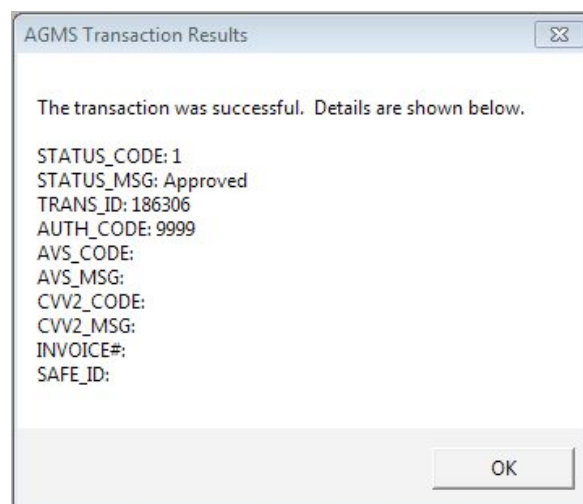 AGMS Transaction Results
The transaction was successful. Details are shown below.
STATUS_CODE: 1
STATUS_MSG: Approved
TRANS_ID: 186306
AUTH_CODE: 9999
AVS_CODE:
AVS_MSG:
CVV2_CODE:
CVV2_MSG:
INVOICE#:
SAFE_ID:
OK